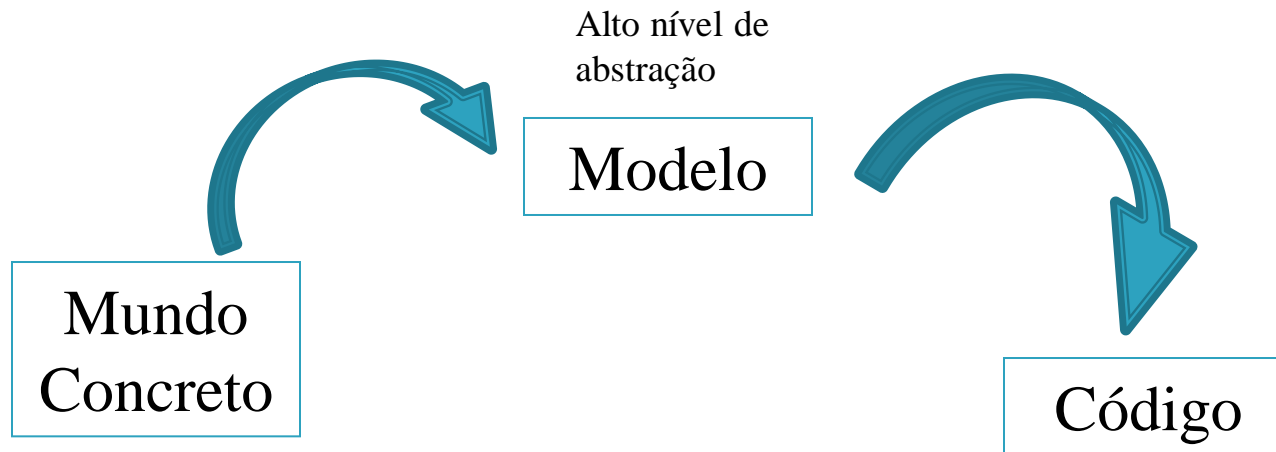 Alto nível de
abstração
Modelo
Mundo
Concreto
Código